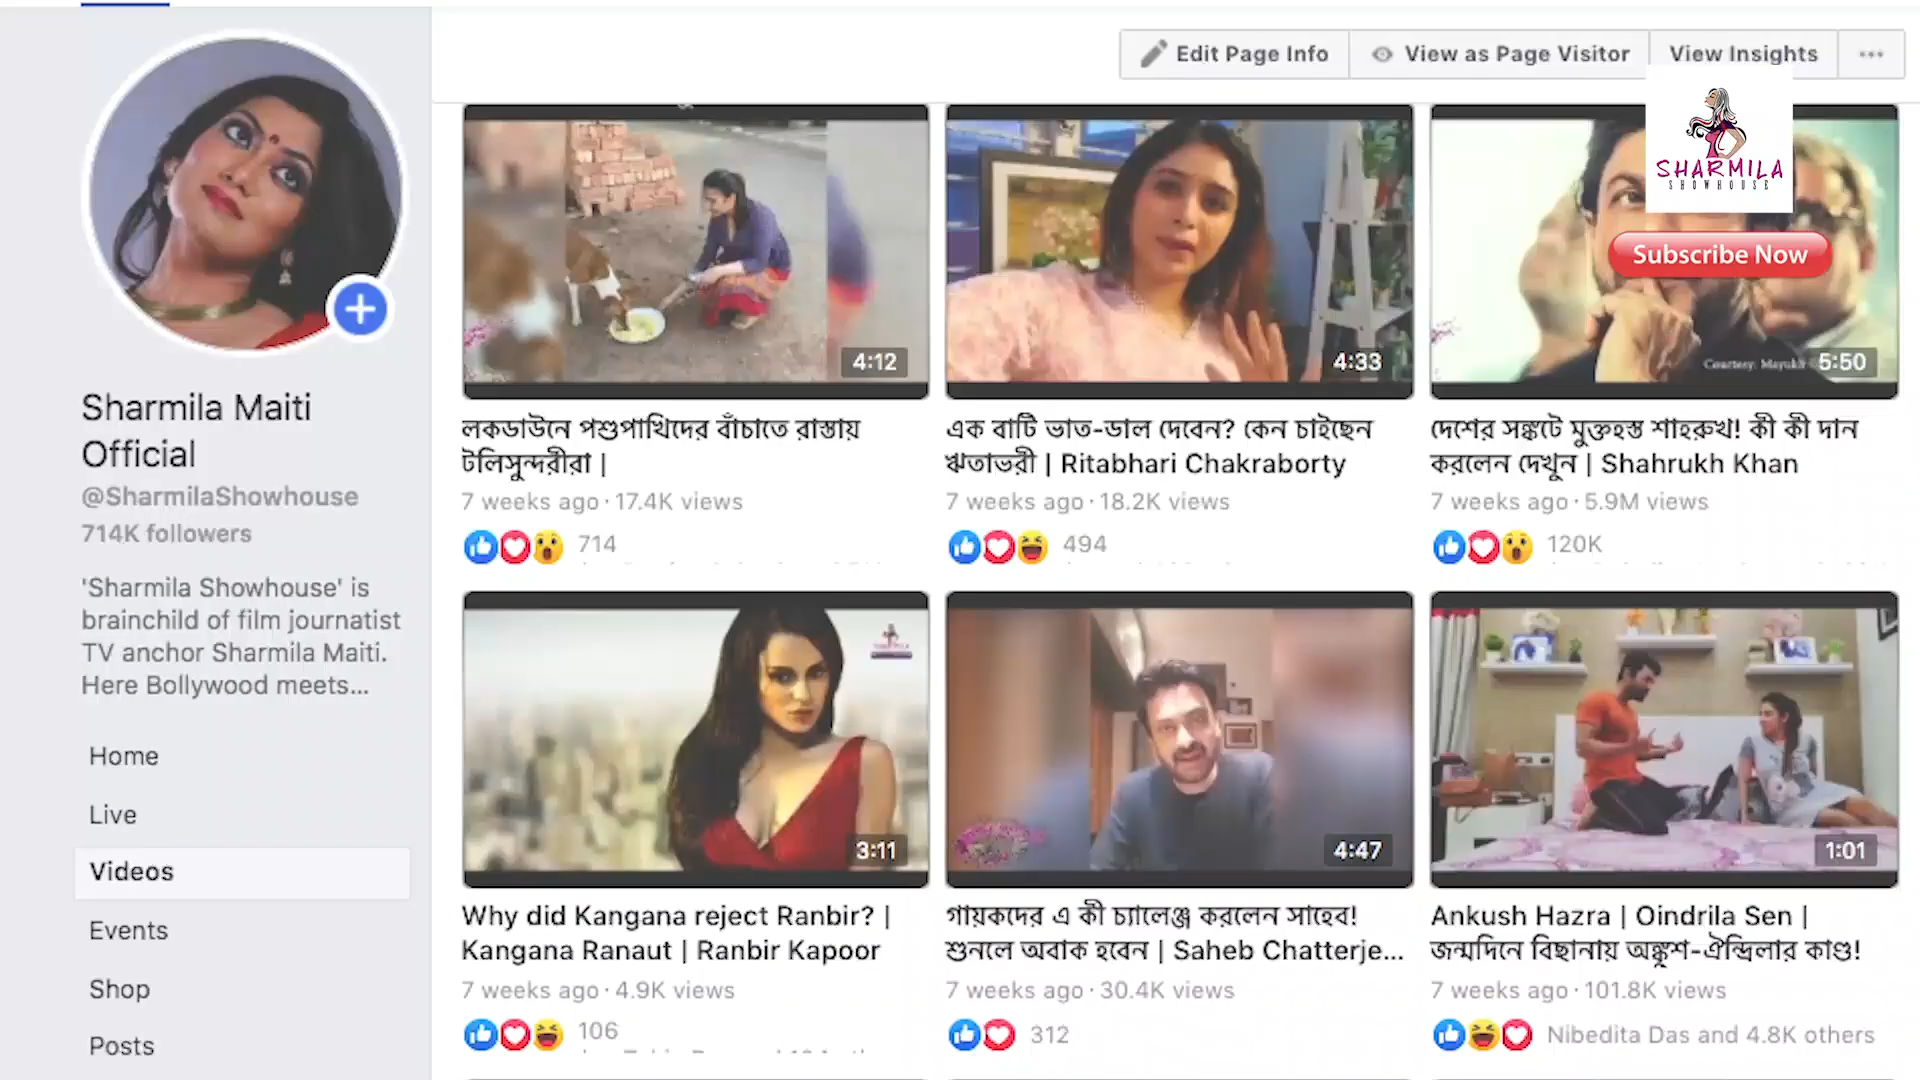 Edit Page Info
View as Page Visitor
View Insights
SHARMILA
SHOWHOUSE
Subscribe Now
Sharmila Maiti
Official
@SharmilaShowhouse
714K followers
'Sharmila Showhouse' is
brainchild of film journatist
TV anchor Sharmila Maiti.
Here Bollywood meets...
Home
Live
Videos
Events
Shop
Posts
4:12
লকডাউনে পশুপাখিদের বাঁচাতে রাস্তায়
টলিসুন্দরীরা |
7 weeks ago · 17.4K views
714
4:33
এক বাটি ভাত-ডাল দেবেন? কেন চাইছেন
ঋতাভরী | Ritabhari Chakraborty
7 weeks ago · 18.2K views
494
Courtesy: Mayukh
5:50
দেশের সঙ্কটে মুক্তহস্ত শাহরুখ! কী কী দান
করলেন দেখুন | Shahrukh Khan
7 weeks ago · 5.9M views
120K
3:11
Why did Kangana reject Ranbir? |
Kangana Ranaut | Ranbir Kapoor
7 weeks ago · 4.9K views
106
4:47
গায়কদের এ কী চ্যালেঞ্জ করলেন সাহেব!
শুনলে অবাক হবেন | Saheb Chatterje...
7 weeks ago · 30.4K views
312
1:01
Ankush Hazra | Oindrila Sen |
জন্মদিনে বিছানায় অঙ্কুশ-ঐন্দ্রিলার কাণ্ড!
7 weeks ago · 101.8K views
Nibedita Das and 4.8K others